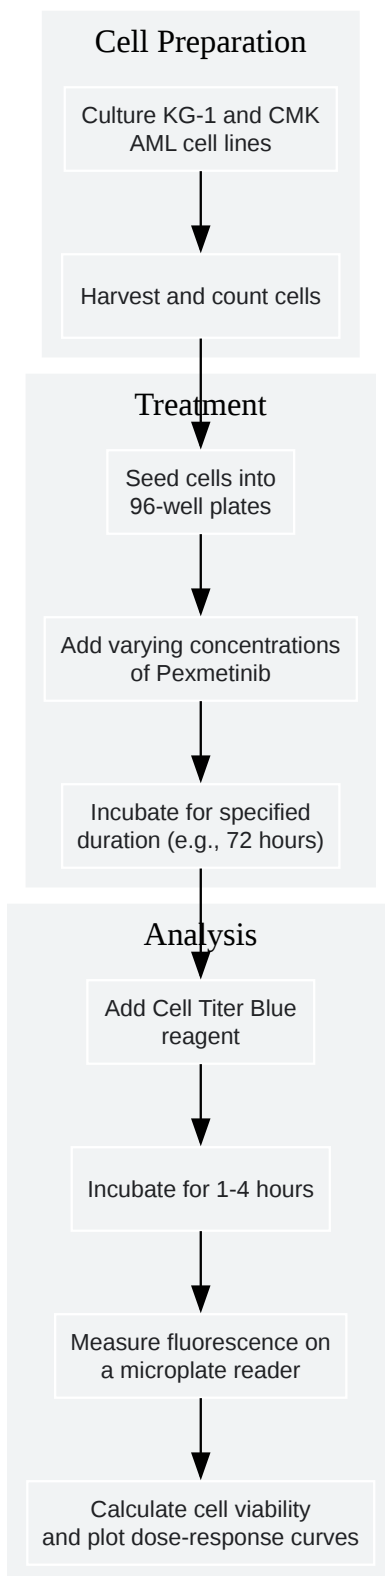 Cell Preparation
Culture KG-1 and CMK
AML cell lines
Harvest and count cells
Treatment
Seed cells into
96-well plates
Add varying concentrations
of Pexmetinib
Incubate for specified
duration (e.g., 72 hours)
Analysis
Add Cell Titer Blue
reagent
Incubate for 1-4 hours
Measure fluorescence on
a microplate reader
Calculate cell viability
and plot dose-response curves